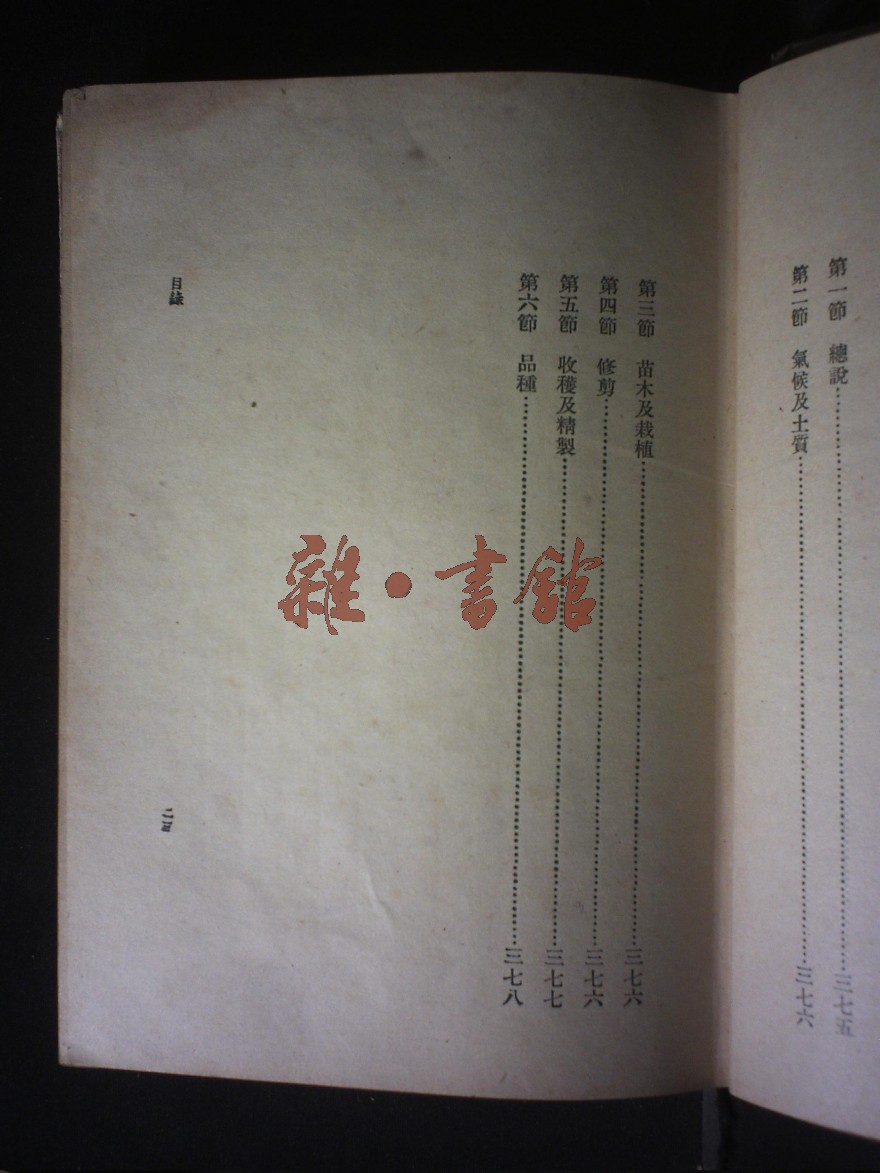 第一節　總說……三七五
第二節　氣候及土質……三七六
第三節　苗木及栽植……三七六
第四節　修剪……三七六
第五節　收穫及精製……三七七
第六節　品種……三七八
目錄
雜・書館